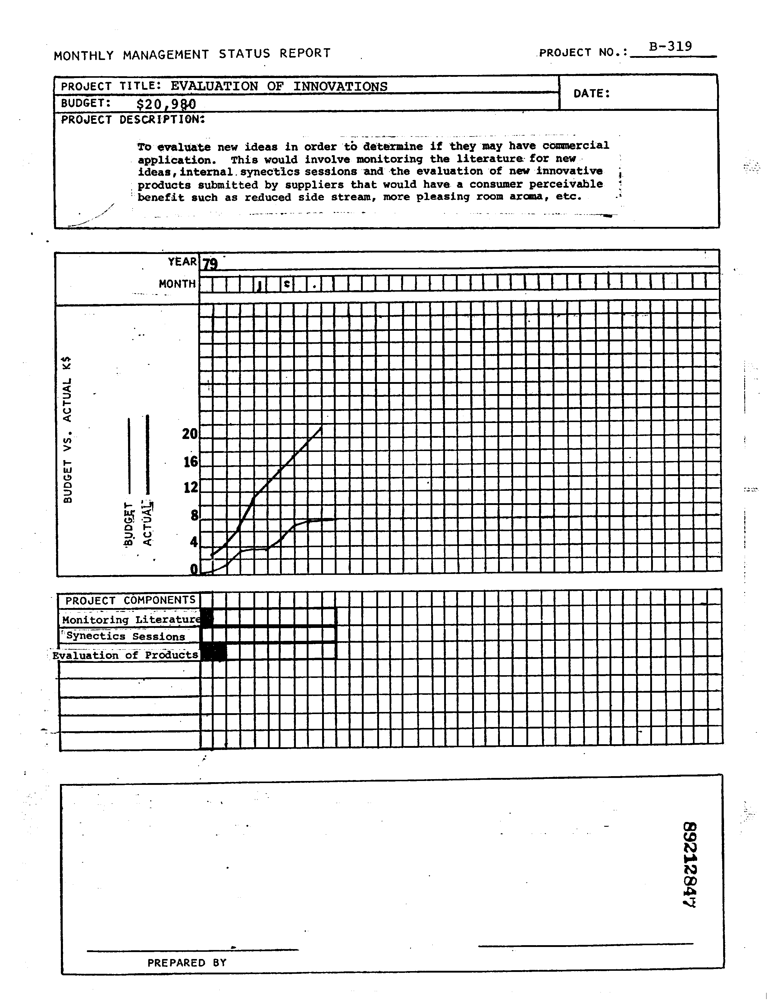 MONTHLY MANAGEMENT STATUS REPORT
PROJECT NO.: B-319
PROJECT TITLE: EVALUATION OF INNOVATIONS
DATE:
BUDGET: $20,980
PROJECT DESCRIPTION:
To evaluate new ideas in order to determine if they may have commercial
application. This would involve monitoring the literature for new
ideas, internal synectics sessions and the evaluation of new innovative
products submitted by suppliers that would have a consumer perceivable
benefit such as reduced side stream, more pleasing room aroma, etc.
YEAR 79
MONTH
BUDGET VS. ACTUAL K$
BUDGET
ACTUAL
20
16
12
8
4
0
PROJECT COMPONENTS
Monitoring Literature
Synectics Sessions
Evaluation of Products
89212847
PREPARED BY